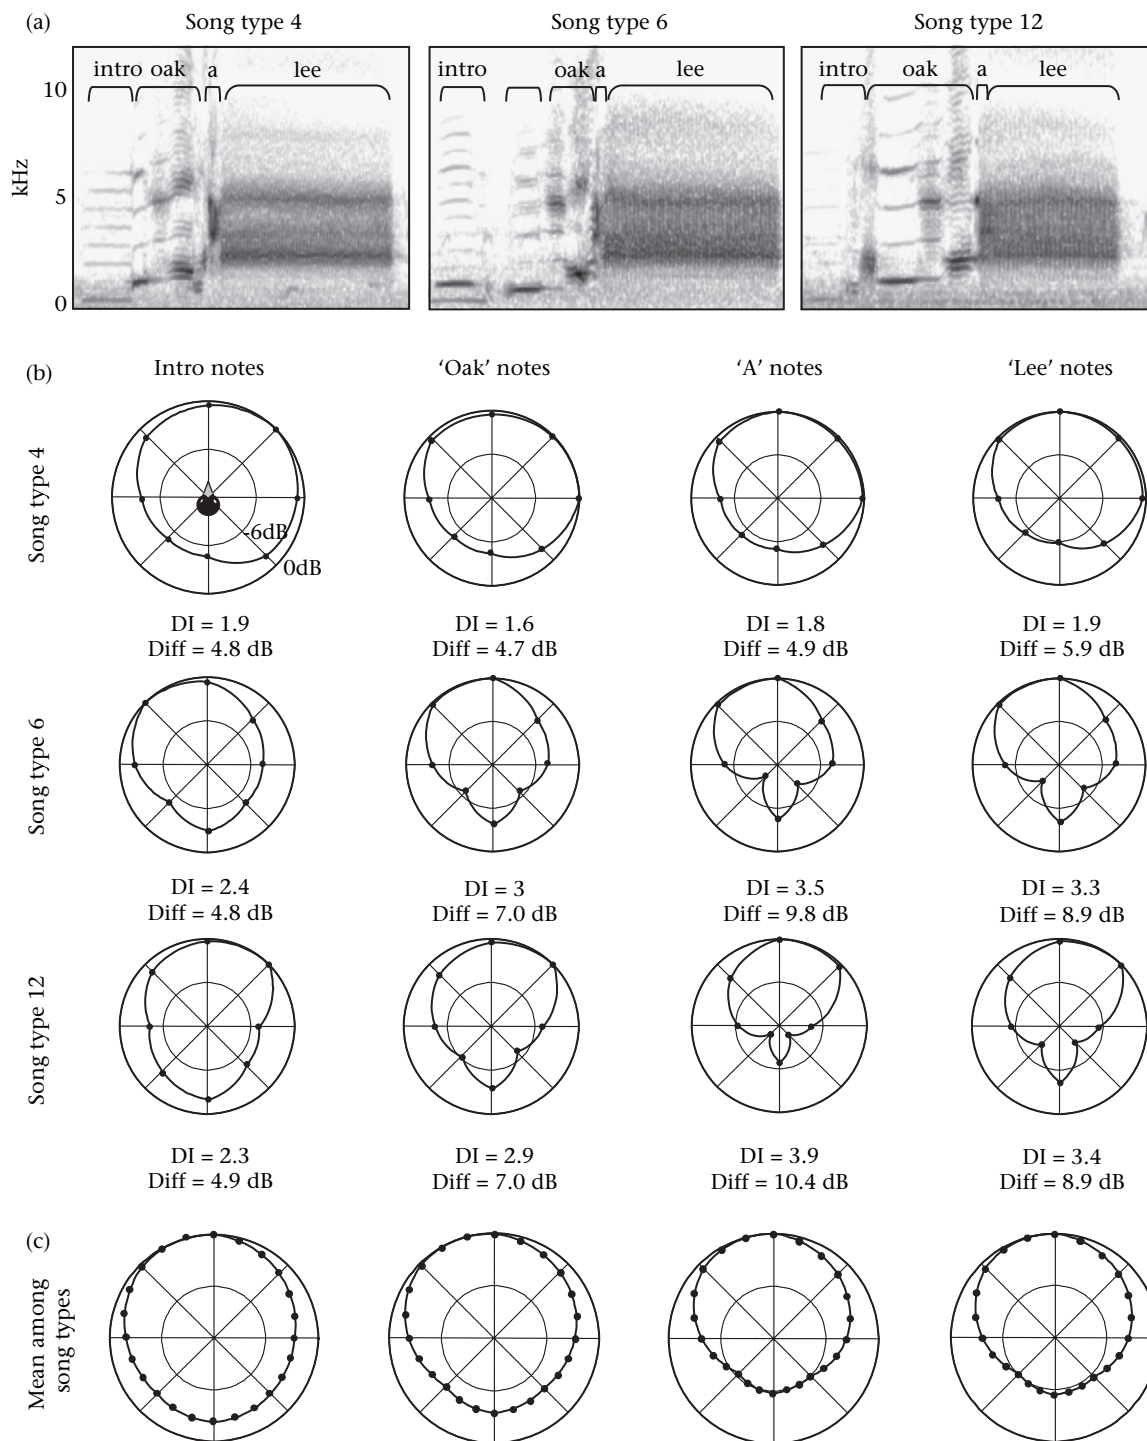 (a)
Song type 4 Song type 6 Song type 12
intro oak a lee intro oak a lee intro oak a lee
10
5
0
kHz
(b)
Intro notes 'Oak' notes 'A' notes 'Lee' notes
Song type 4
-6dB
0dB
DI = 1.9 DI = 1.6 DI = 1.8 DI = 1.9
Diff = 4.8 dB Diff = 4.7 dB Diff = 4.9 dB Diff = 5.9 dB
Song type 6
DI = 2.4 DI = 3 DI = 3.5 DI = 3.3
Diff = 4.8 dB Diff = 7.0 dB Diff = 9.8 dB Diff = 8.9 dB
Song type 12
DI = 2.3 DI = 2.9 DI = 3.9 DI = 3.4
Diff = 4.9 dB Diff = 7.0 dB Diff = 10.4 dB Diff = 8.9 dB
(c)
Mean among
song types